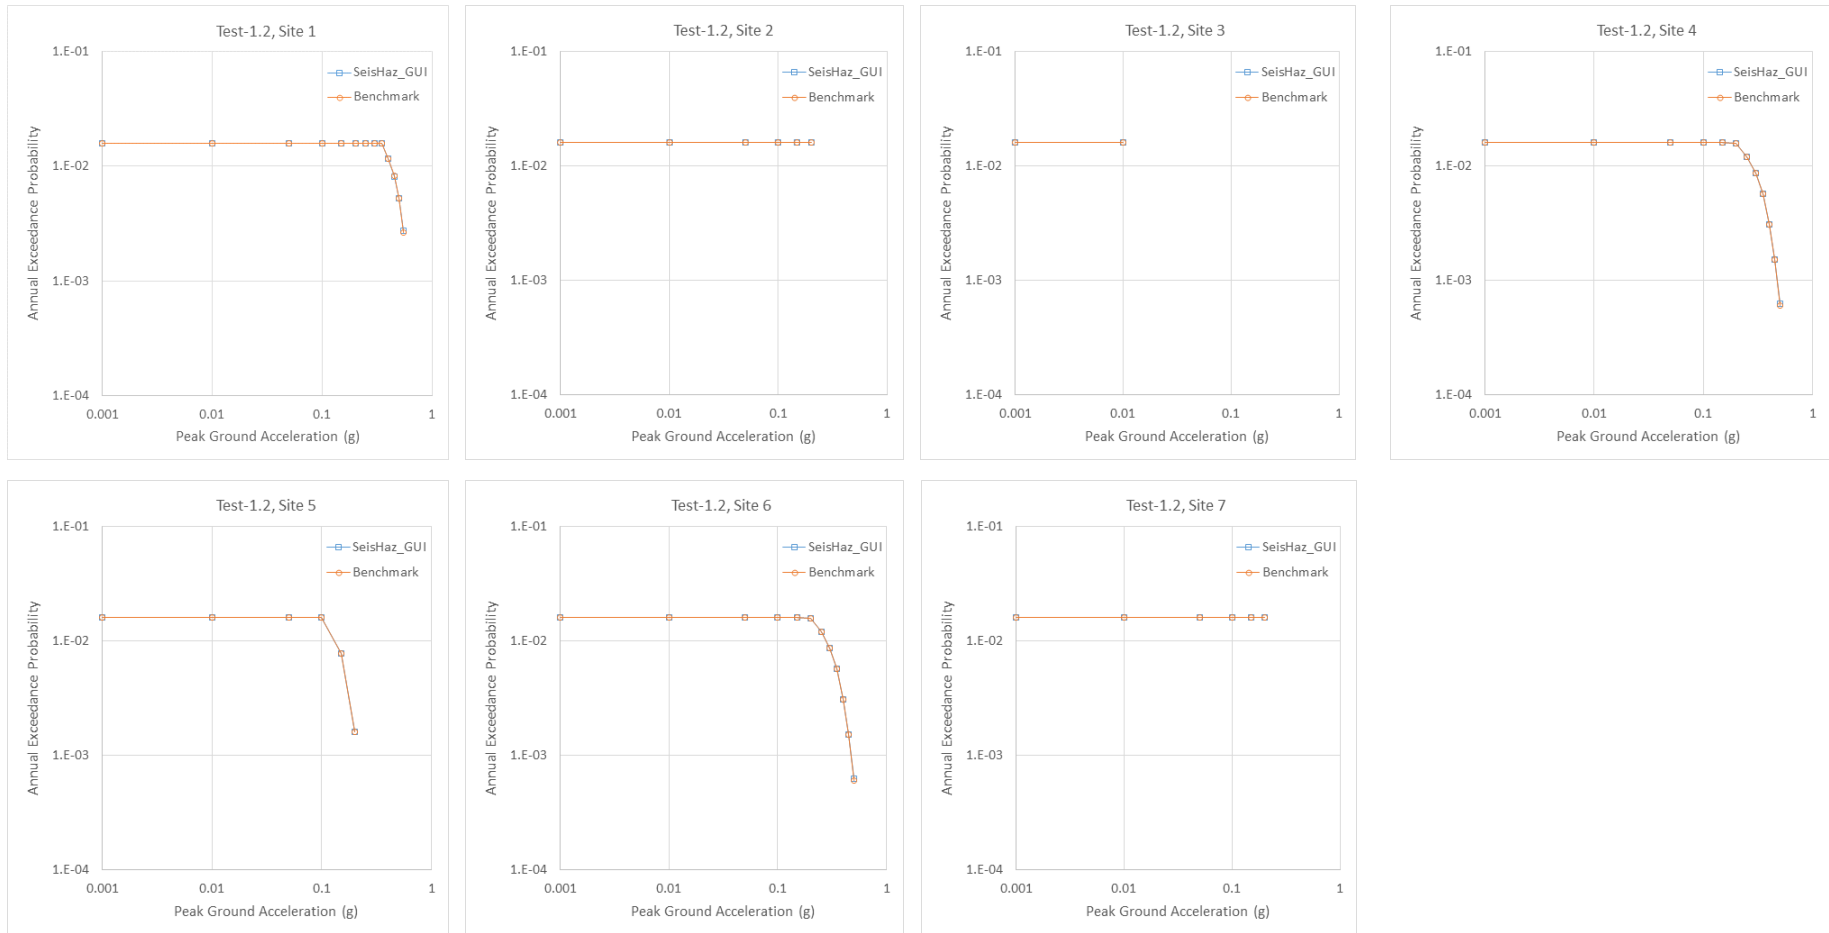 Test-1.2, Site 1
1.E-01
1.E-02
1.E-03
1.E-04
Annual Exceedance Probability
SeisHaz_GUI
Benchmark
0.001
0.01
0.1
1
Peak Ground Acceleration (g)
Test-1.2, Site 2
1.E-01
1.E-02
1.E-03
1.E-04
Annual Exceedance Probability
SeisHaz_GUI
Benchmark
0.001
0.01
0.1
1
Peak Ground Acceleration (g)
Test-1.2, Site 3
1.E-01
1.E-02
1.E-03
1.E-04
Annual Exceedance Probability
SeisHaz_GUI
Benchmark
0.001
0.01
0.1
1
Peak Ground Acceleration (g)
Test-1.2, Site 4
1.E-01
1.E-02
1.E-03
1.E-04
Annual Exceedance Probability
SeisHaz_GUI
Benchmark
0.001
0.01
0.1
1
Peak Ground Acceleration (g)
Test-1.2, Site 5
1.E-01
1.E-02
1.E-03
1.E-04
Annual Exceedance Probability
SeisHaz_GUI
Benchmark
0.001
0.01
0.1
1
Peak Ground Acceleration (g)
Test-1.2, Site 6
1.E-01
1.E-02
1.E-03
1.E-04
Annual Exceedance Probability
SeisHaz_GUI
Benchmark
0.001
0.01
0.1
1
Peak Ground Acceleration (g)
Test-1.2, Site 7
1.E-01
1.E-02
1.E-03
1.E-04
Annual Exceedance Probability
SeisHaz_GUI
Benchmark
0.001
0.01
0.1
1
Peak Ground Acceleration (g)